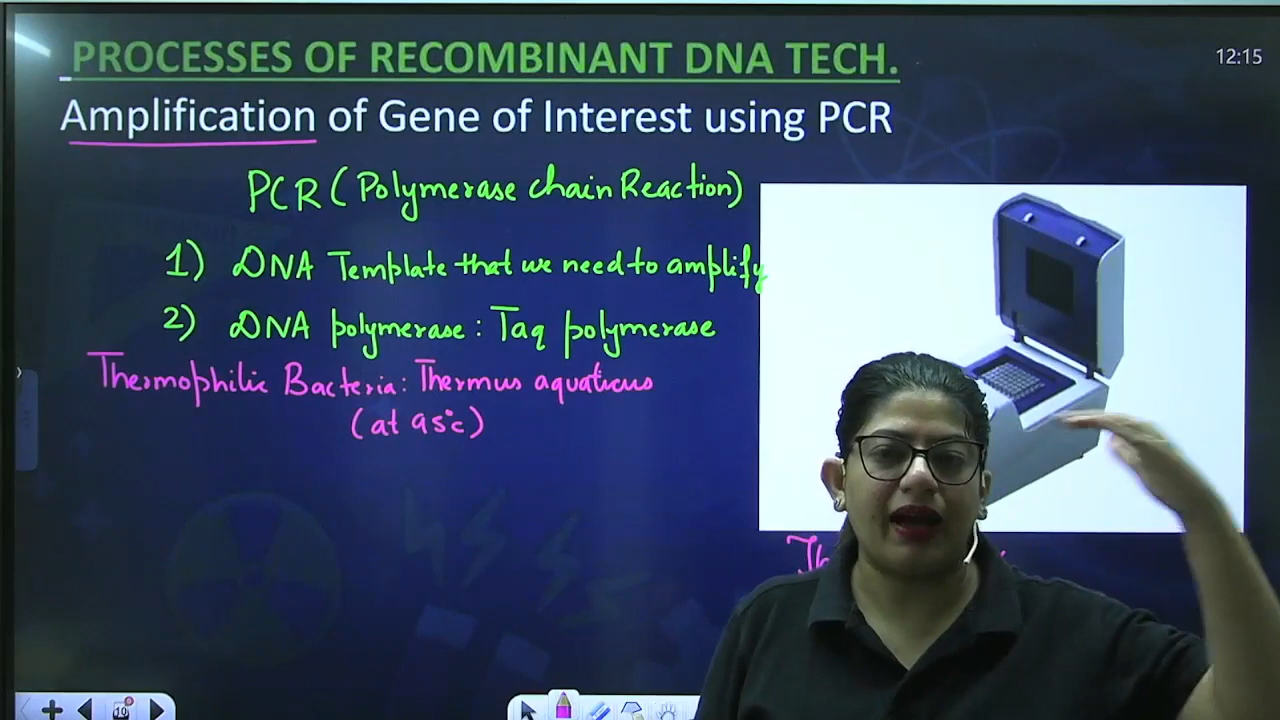 PROCESSES OF RECOMBINANT DNA TECH.
12:15
Amplification of Gene of Interest using PCR
PCR (Polymerase chain Reaction)
1) DNA Template that we need to amplify
2) DNA polymerase : Taq polymerase
Thermophilic Bacteria : Thermus aquaticus
(at 95°c)
10